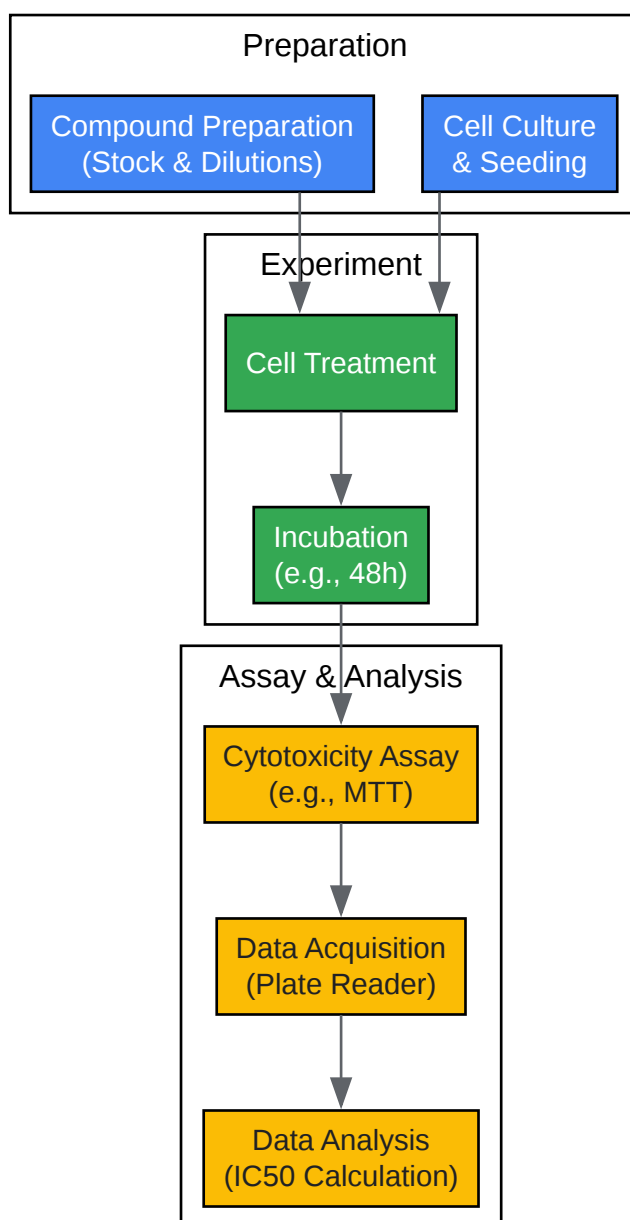 Preparation
Compound Preparation
(Stock & Dilutions)
Cell Culture
& Seeding
Experiment
Cell Treatment
Incubation
(e.g., 48h)
Assay & Analysis
Cytotoxicity Assay
(e.g., MTT)
Data Acquisition
(Plate Reader)
Data Analysis
(IC50 Calculation)